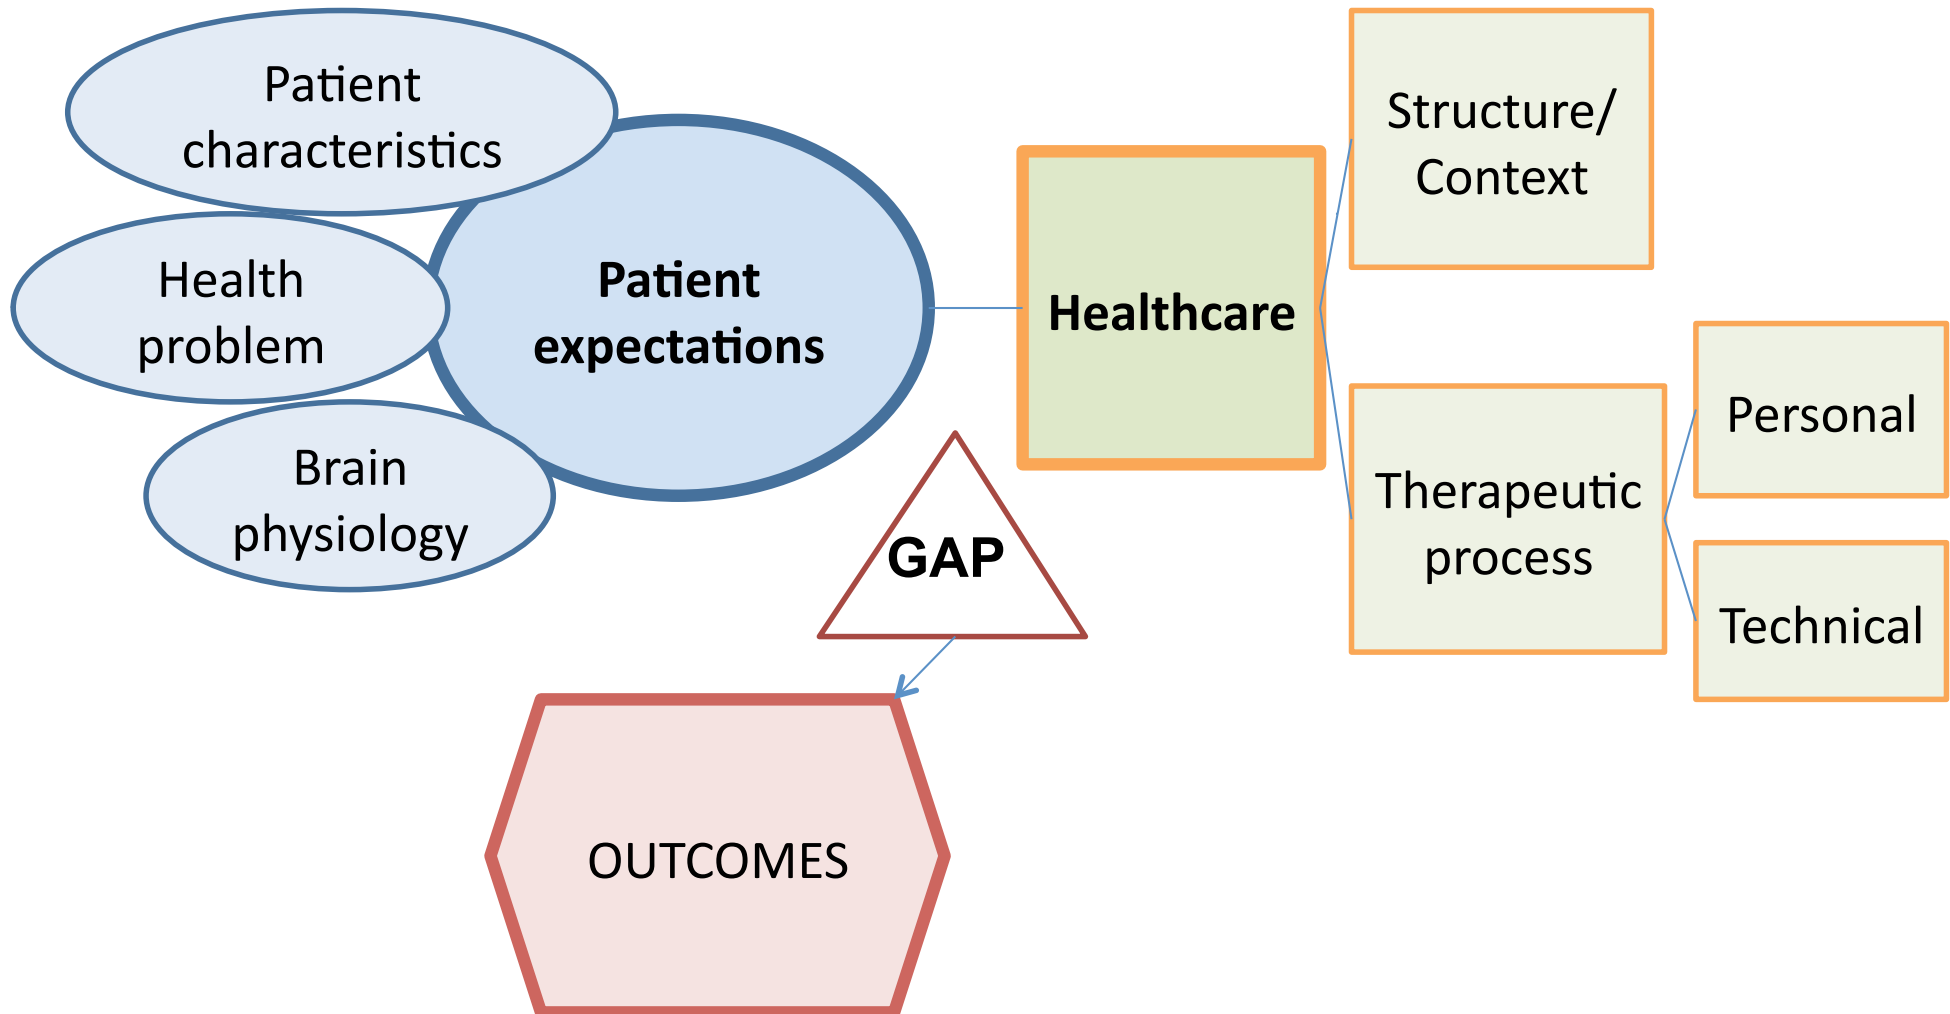 Patient
characteristics
Health
problem
Brain
physiology
Patient
expectations
GAP
OUTCOMES
Healthcare
Structure/
Context
Therapeutic
process
Personal
Technical